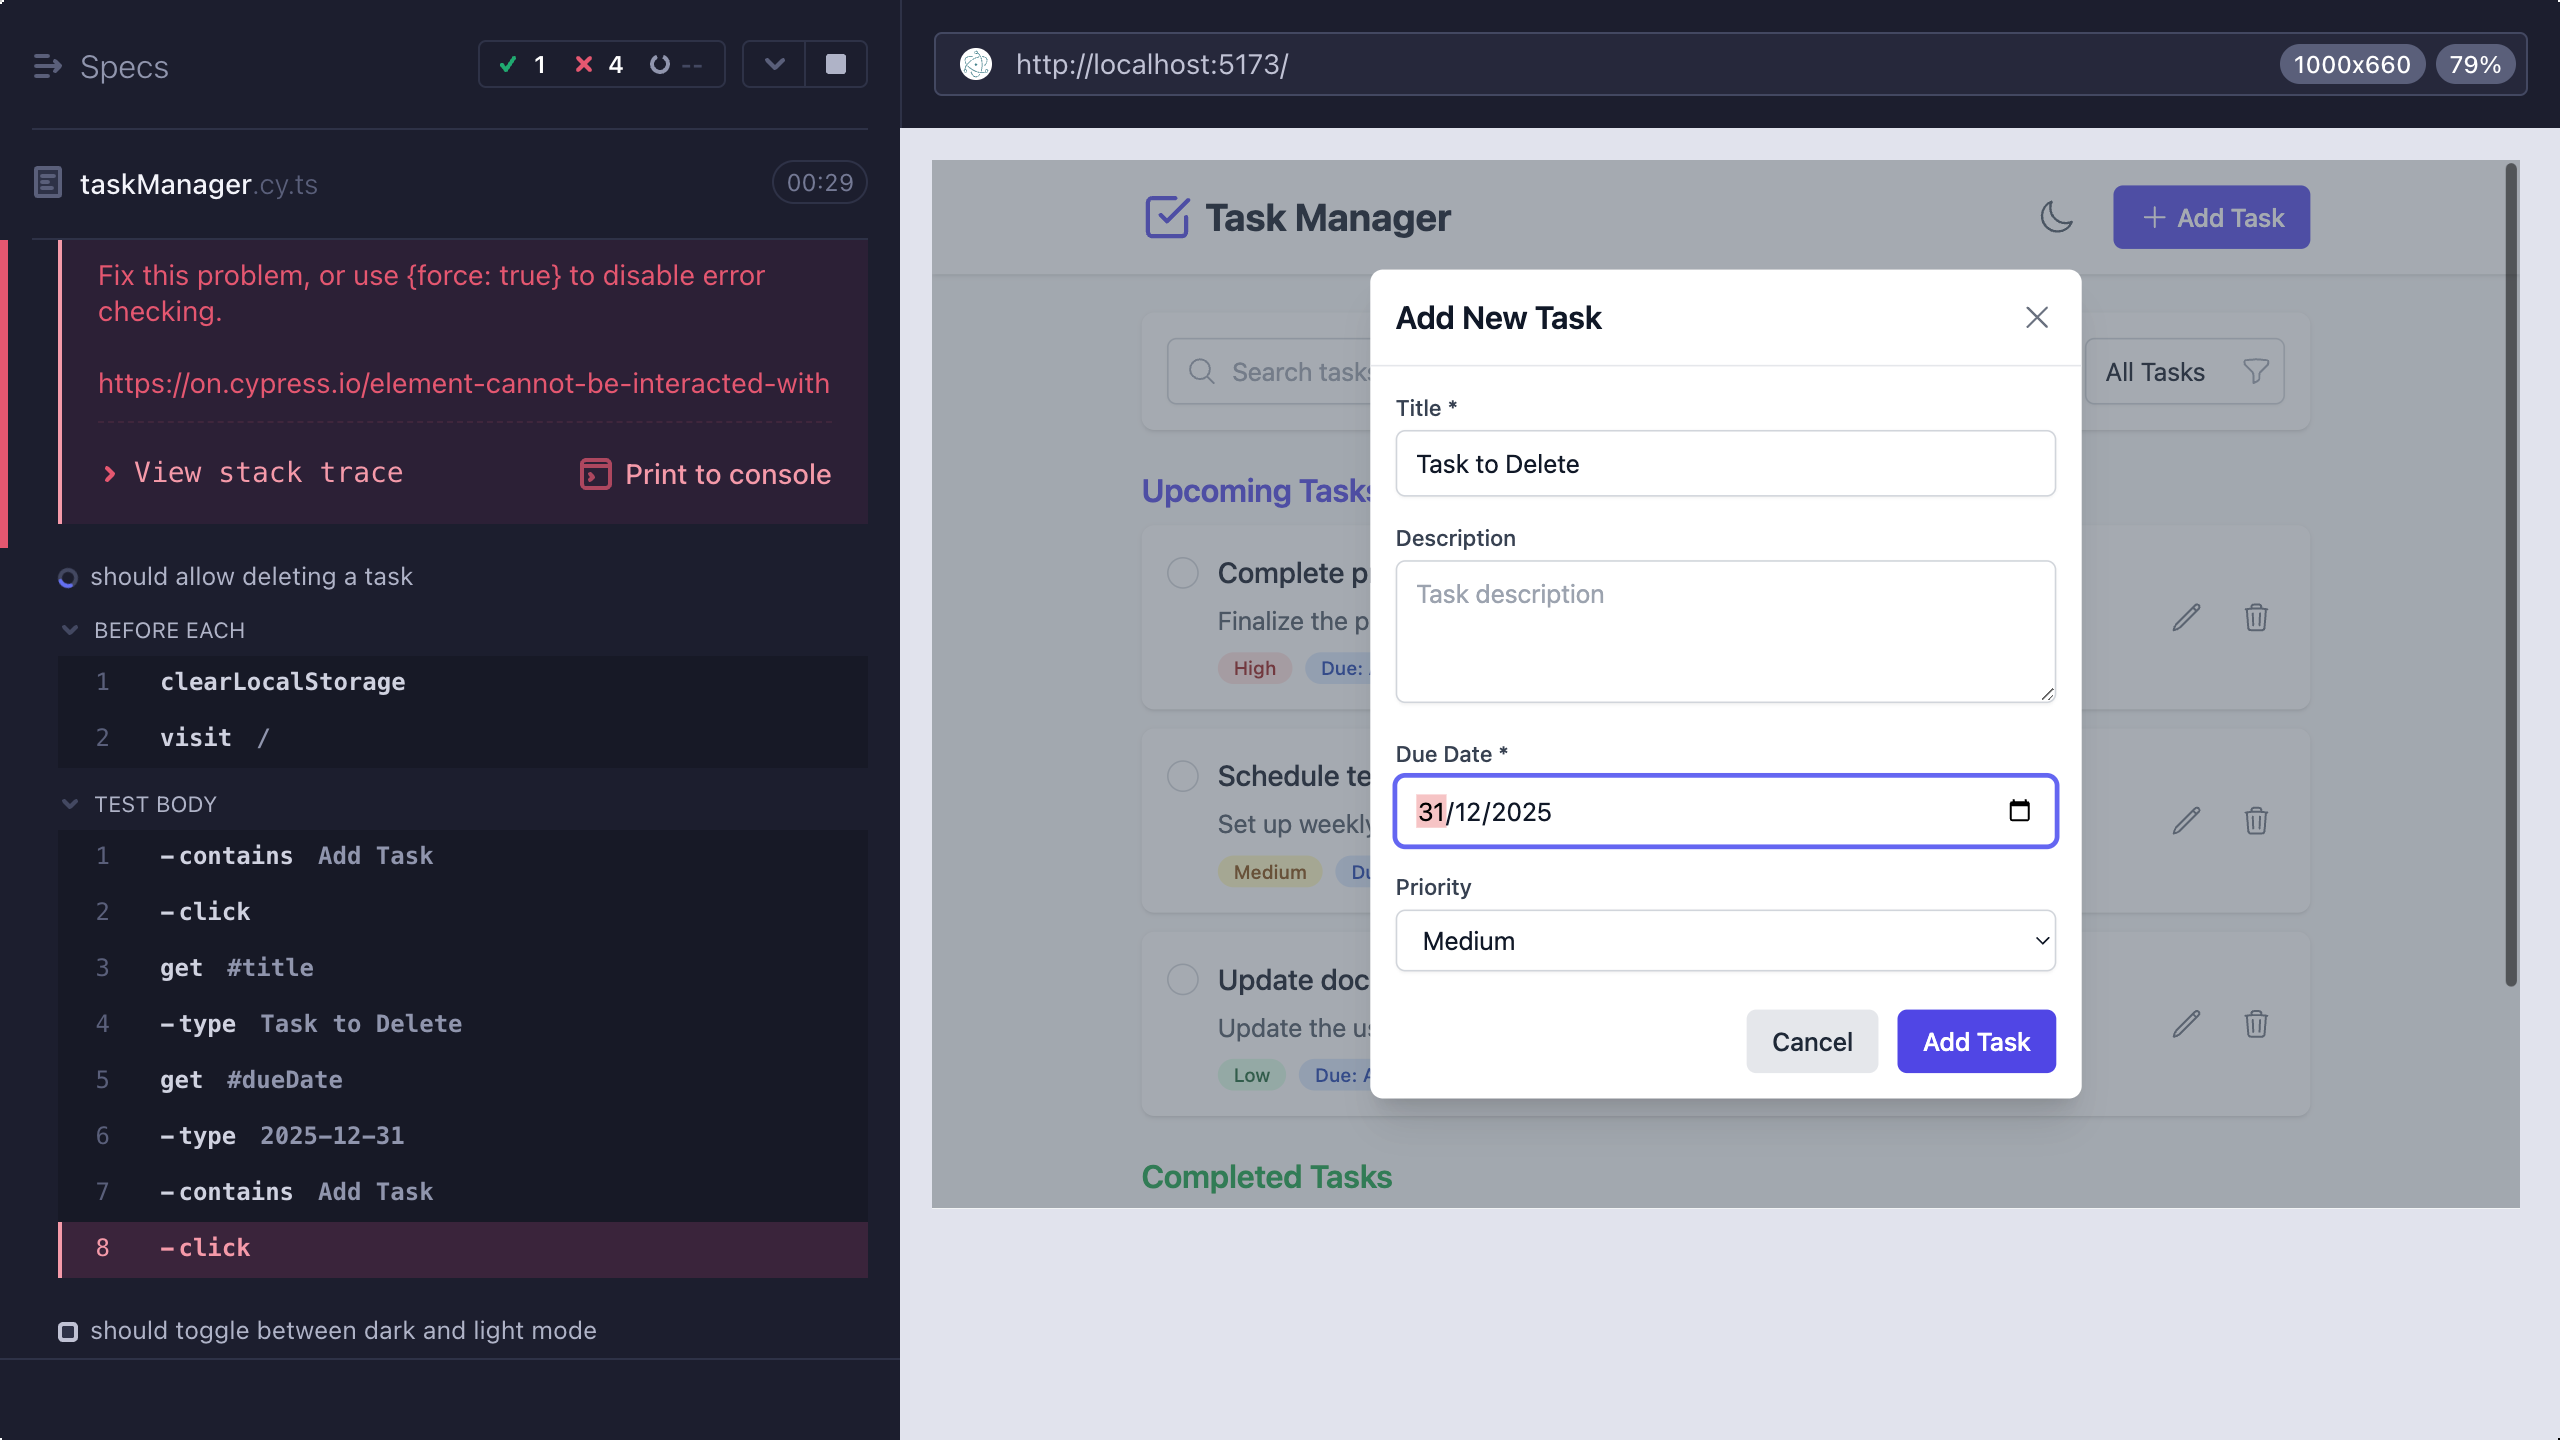 Specs
1
4
--
taskManager.cy.ts
00:29
Fix this problem, or use {force: true} to disable error
checking.
https://on.cypress.io/element-cannot-be-interacted-with
View stack trace
Print to console
should allow deleting a task
BEFORE EACH
1 clearLocalStorage
2 visit /
TEST BODY
1 -contains Add Task
2 -click
3 get #title
4 -type Task to Delete
5 get #dueDate
6 -type 2025-12-31
7 -contains Add Task
8 -click
should toggle between dark and light mode
http://localhost:5173/
1000x660
79%
Task Manager
+ Add Task
Search tasks
All Tasks
Upcoming Tasks
Complete p
Finalize the p
High
Due:
Schedule te
Set up weekly
Medium
Du
Update doc
Update the us
Low
Due: A
Completed Tasks
Add New Task
Title *
Task to Delete
Description
Task description
Due Date *
31/12/2025
Priority
Medium
Cancel
Add Task